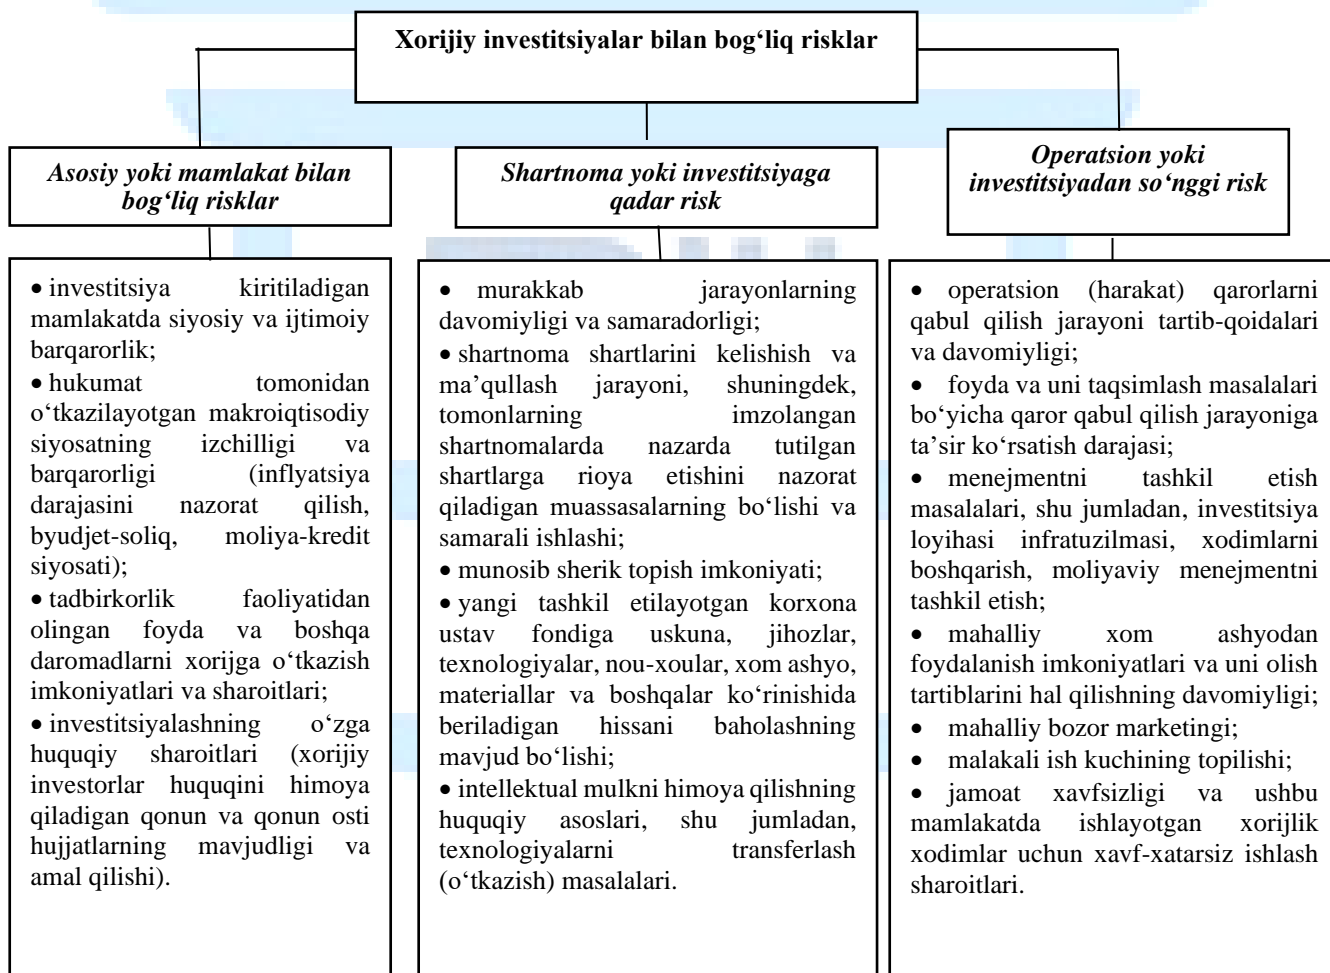 Xorijiy investitsiyalar bilan bog‘liq risklar
Asosiy yoki mamlakat bilan
bog‘liq risklar
Shartnoma yoki investitsiyaga
qadar risk
Operatsion yoki
investitsiyadan so‘nggi risk
• investitsiya kiritiladigan
mamlakatda siyosiy va ijtimoiy
barqarorlik;
• hukumat tomonidan
o‘tkazilayotgan makroiqtisodiy
siyosatning izchilligi va
barqarorligi (inflyatsiya
darajasini nazorat qilish,
byudjet-soliq, moliya-kredit
siyosati);
• tadbirkorlik faoliyatidan
olingan foyda va boshqa
daromadlarni xorijga o‘tkazish
imkoniyatlari va sharoitlari;
• investitsiyalashning o‘zga
huquqiy sharoitlari (xorijiy
investorlar huquqini himoya
qiladigan qonun va qonun osti
hujjatlarning mavjudligi va
amal qilishi).
• murakkab jarayonlarning
davomiyligi va samaradorligi;
• shartnoma shartlarini kelishish va
ma’qullash jarayoni, shuningdek,
tomonlarning imzolangan
shartnomalarda nazarda tutilgan
shartlarga rioya etishini nazorat
qiladigan muassasalarning bo‘lishi va
samarali ishlashi;
• munosib sherik topish imkoniyati;
• yangi tashkil etilayotgan korxona
ustav fondiga uskuna, jihozlar,
texnologiyalar, nou-xoular, xom ashyo,
materiallar va boshqalar ko‘rinishida
beriladigan hissani baholashning
mavjud bo‘lishi;
• intellektual mulkni himoya qilishning
huquqiy asoslari, shu jumladan,
texnologiyalarni transferlash
(o‘tkazish) masalalari.
• operatsion (harakat) qarorlarni
qabul qilish jarayoni tartib-qoidalari
va davomiyligi;
• foyda va uni taqsimlash masalalari
bo‘yicha qaror qabul qilish jarayoniga
ta’sir ko‘rsatish darajasi;
• menejmentni tashkil etish
masalalari, shu jumladan, investitsiya
loyihasi infratuzilmasi, xodimlarni
boshqarish, moliyaviy menejmentni
tashkil etish;
• mahalliy xom ashyodan
foydalanish imkoniyatlari va uni olish
tartiblarini hal qilishning davomiyligi;
• mahalliy bozor marketingi;
• malakali ish kuchining topilishi;
• jamoat xavfsizligi va ushbu
mamlakatda ishlayotgan xorijlik
xodimlar uchun xavf-xatarsiz ishlash
sharoitlari.